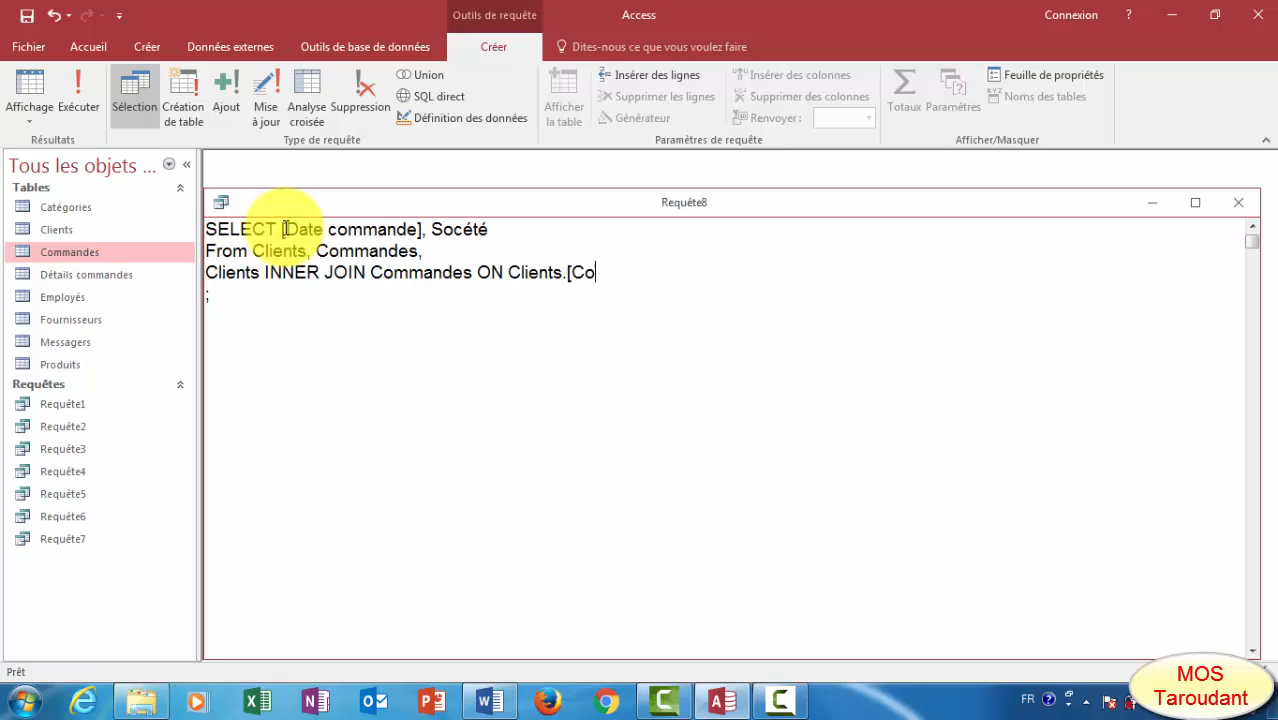 Outils de requête
Access
Connexion
?
Fichier
Accueil
Créer
Données externes
Outils de base de données
Créer
Dites-nous ce que vous voulez faire
Affichage
Exécuter
Sélection
Création
de table
Ajout
Mise
à jour
Analyse
croisée
Suppression
Union
SQL direct
Définition des données
Afficher
la table
Insérer des lignes
Supprimer les lignes
Générateur
Insérer des colonnes
Supprimer des colonnes
Renvoyer :
Totaux
Paramètres
Feuille de propriétés
Noms des tables
Résultats
Type de requête
Paramètres de requête
Afficher/Masquer
Tous les objets ...
Tables
Catégories
Clients
Commandes
Détails commandes
Employés
Fournisseurs
Messagers
Produits
Requêtes
Requête1
Requête2
Requête3
Requête4
Requête5
Requête6
Requête7
Requête8
SELECT [Date commande], Socété
From Clients, Commandes,
Clients INNER JOIN Commandes ON Clients.[Co
;
Prêt
FR
MOS
Taroudant